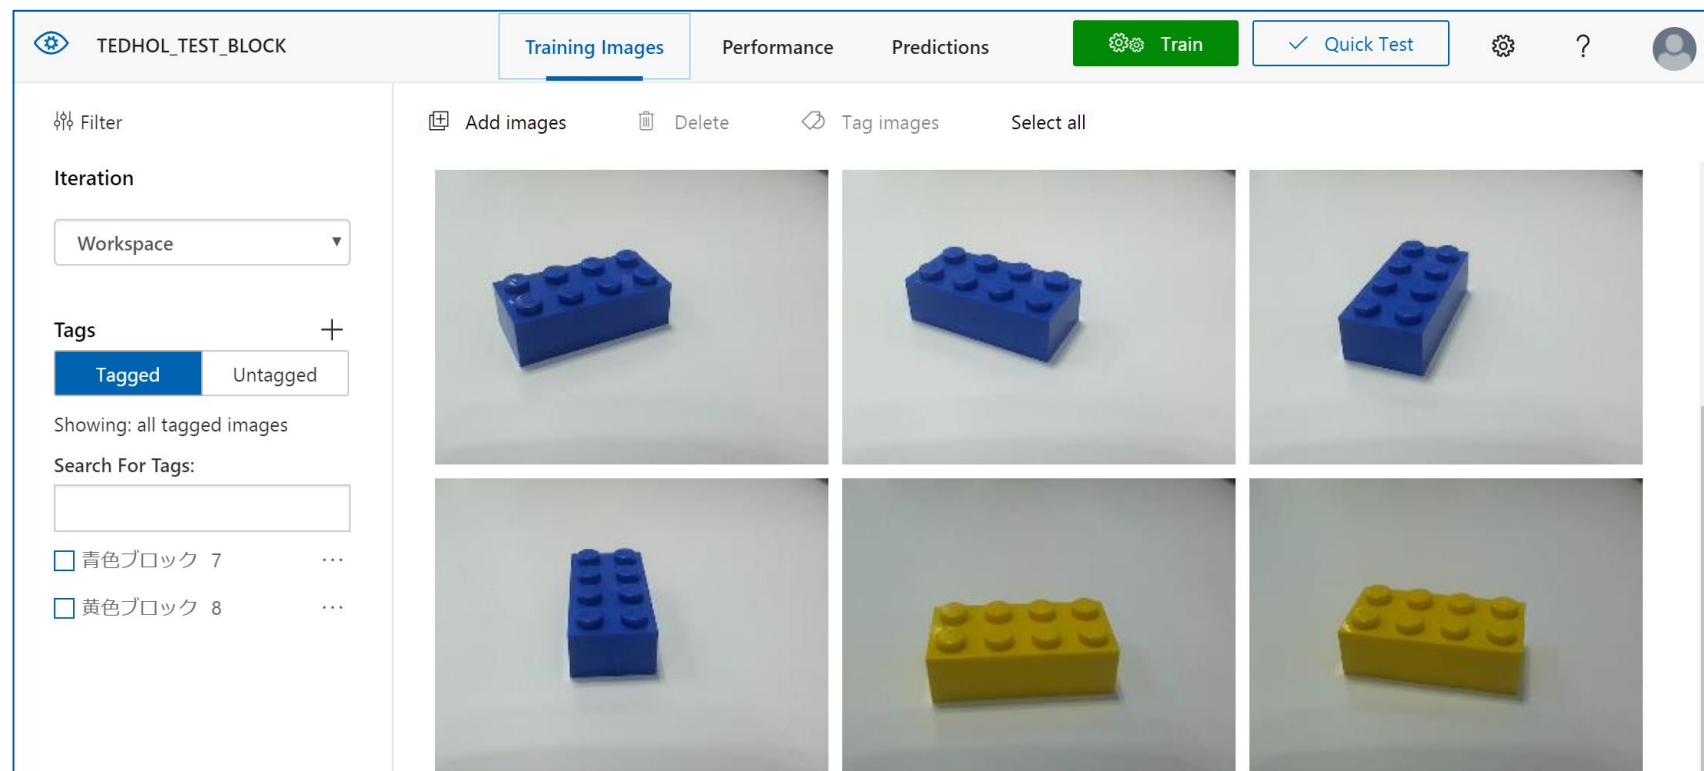 TEDHOL_TEST_BLOCK
Training Images
Performance
Predictions
Train
Quick Test
?
Filter
Iteration
Workspace
Tags
Tagged
Untagged
Showing: all tagged images
Search For Tags:
青色ブロック 7 ...
黄色ブロック 8 ...
Add images
Delete
Tag images
Select all